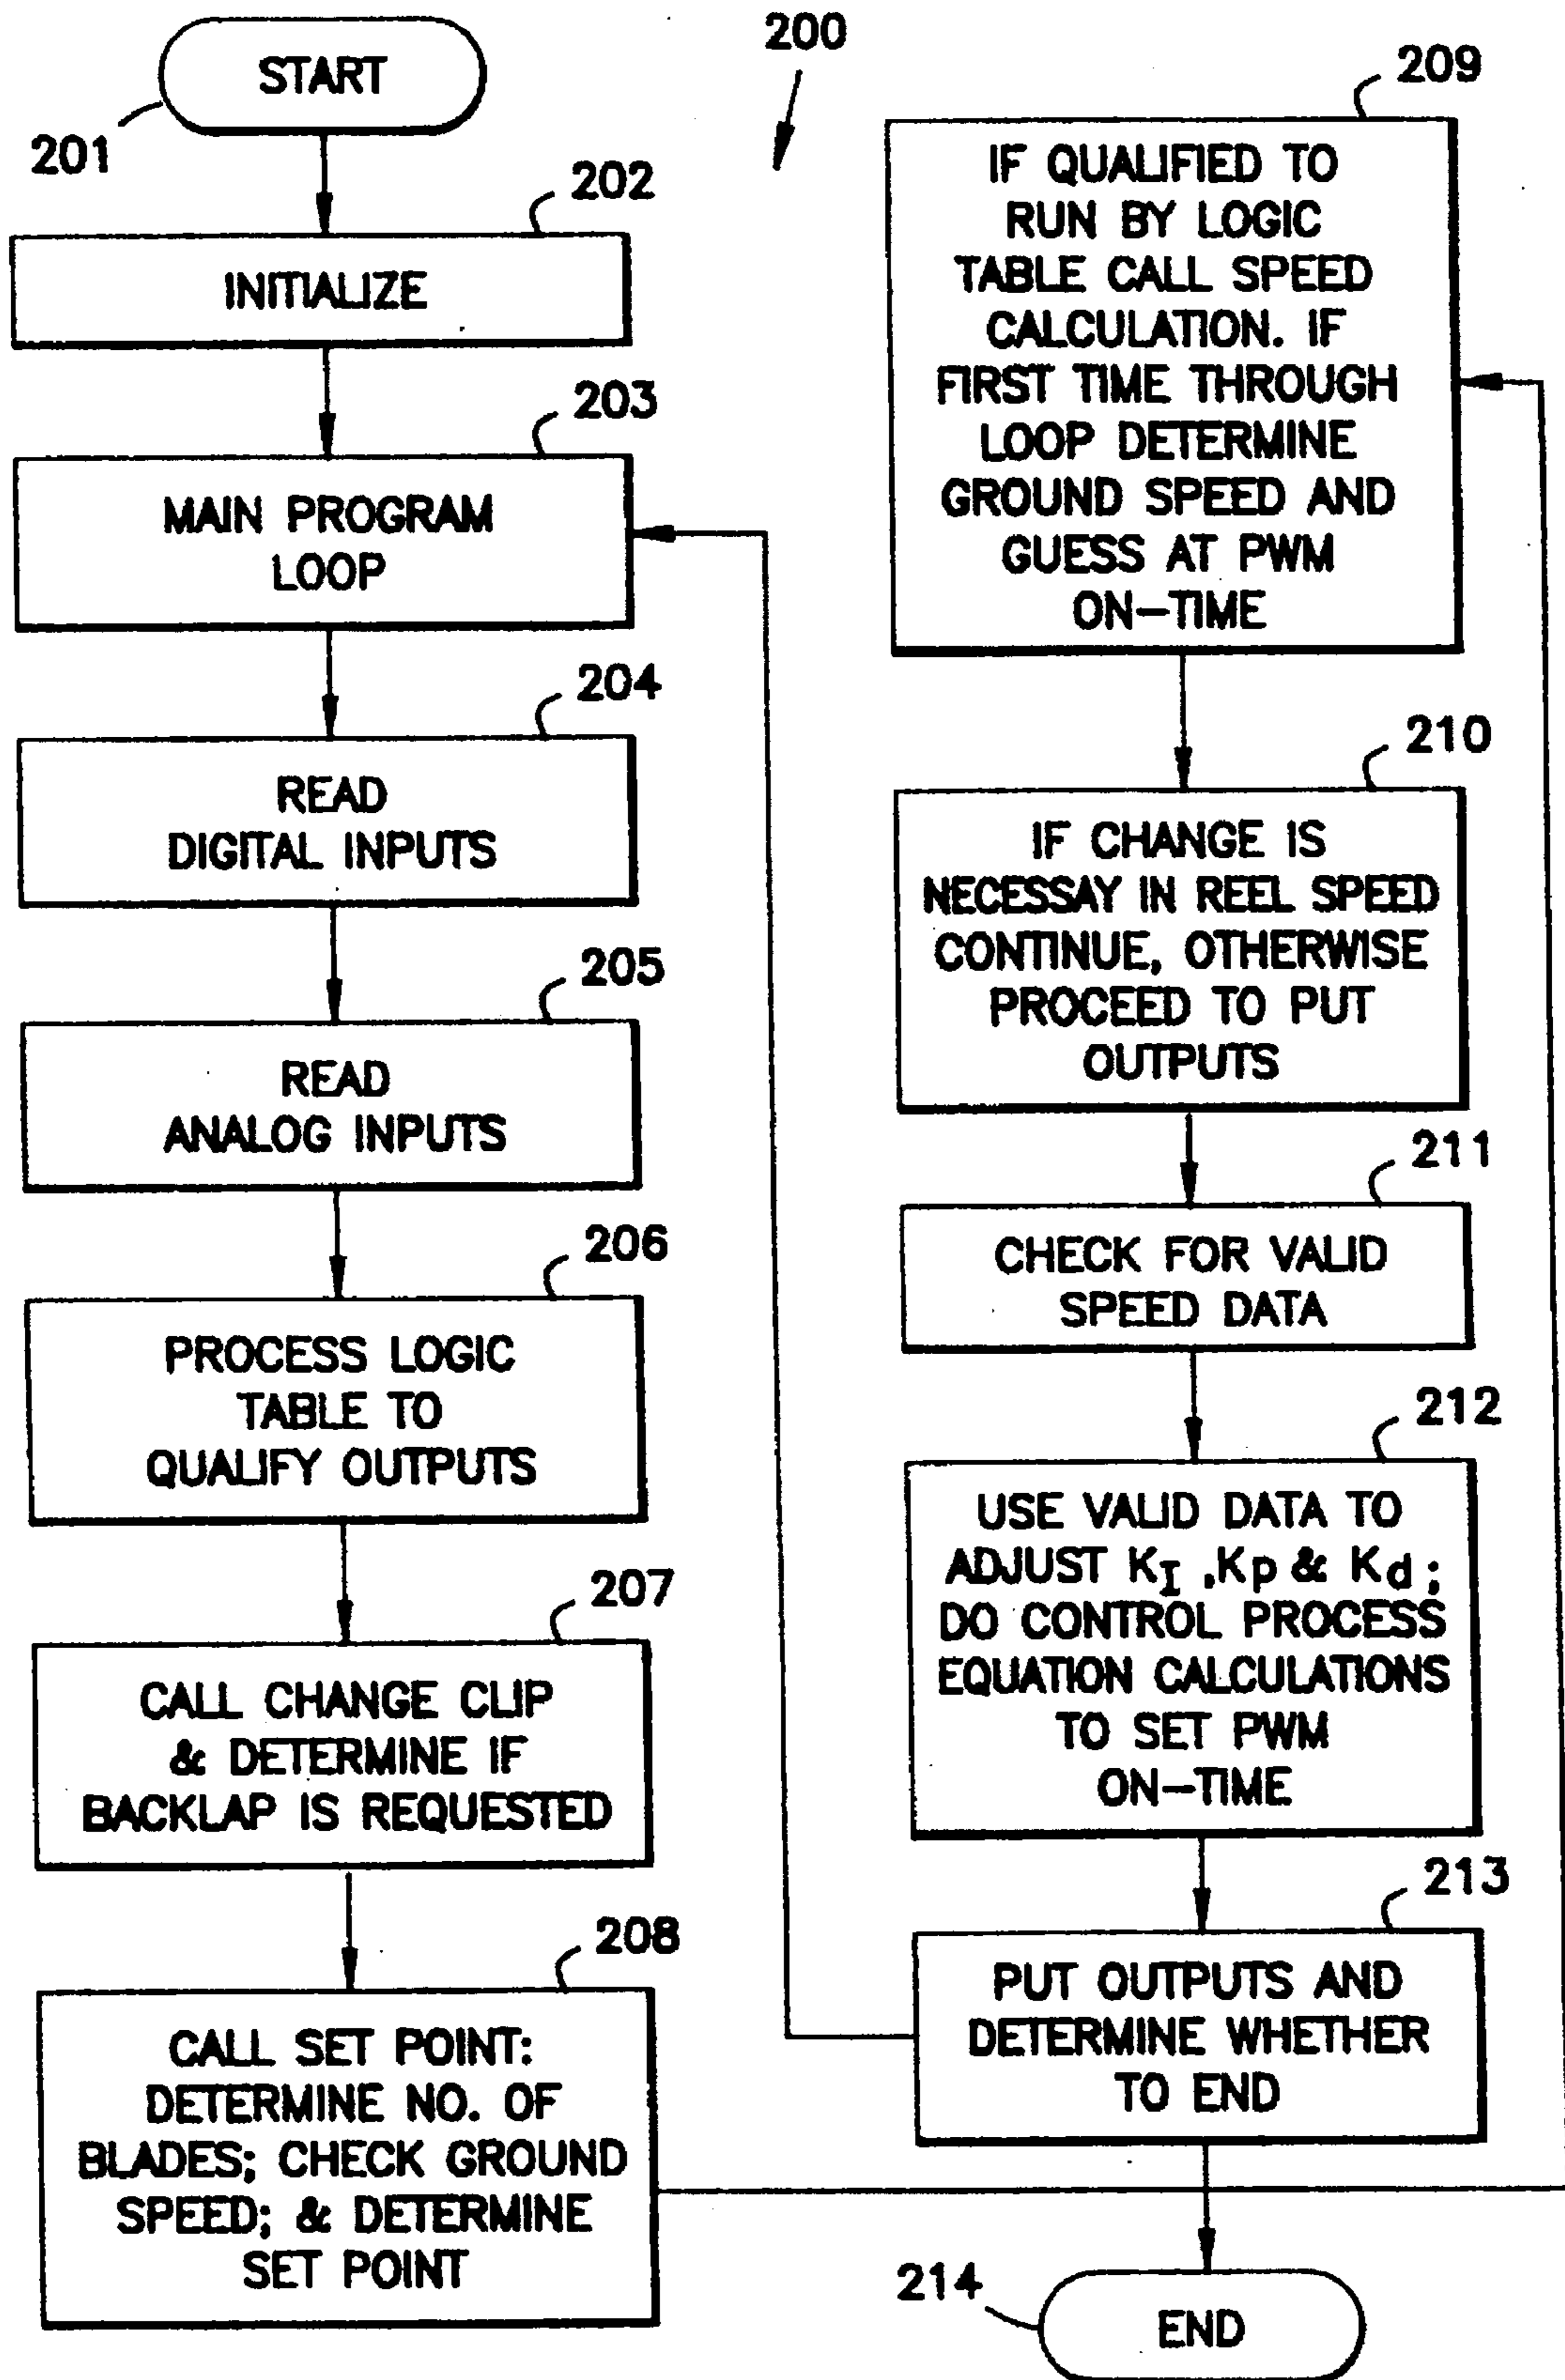 200
START
201
202
INITIALIZE
203
MAIN PROGRAM
LOOP
204
READ
DIGITAL INPUTS
205
READ
ANALOG INPUTS
206
PROCESS LOGIC
TABLE TO
QUALIFY OUTPUTS
207
CALL CHANGE CLIP
& DETERMINE IF
BACKLAP IS REQUESTED
208
CALL SET POINT:
DETERMINE NO. OF
BLADES; CHECK GROUND
SPEED; & DETERMINE
SET POINT
209
IF QUALIFIED TO
RUN BY LOGIC
TABLE CALL SPEED
CALCULATION. IF
FIRST TIME THROUGH
LOOP DETERMINE
GROUND SPEED AND
GUESS AT PWM
ON-TIME
210
IF CHANGE IS
NECESSAY IN REEL SPEED
CONTINUE, OTHERWISE
PROCEED TO PUT
OUTPUTS
211
CHECK FOR VALID
SPEED DATA
212
USE VALID DATA TO
ADJUST KI ,Kp & Kd ;
DO CONTROL PROCESS
EQUATION CALCULATIONS
TO SET PWM
ON-TIME
213
PUT OUTPUTS AND
DETERMINE WHETHER
TO END
214
END